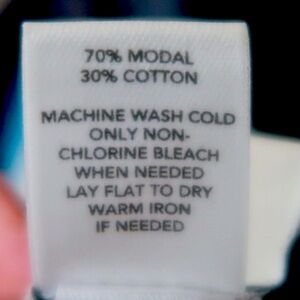 70% MODAL
30% COTTON
MACHINE WASH COLD
ONLY NON-
CHLORINE BLEACH
WHEN NEEDED
LAY FLAT TO DRY
WARM IRON
IF NEEDED